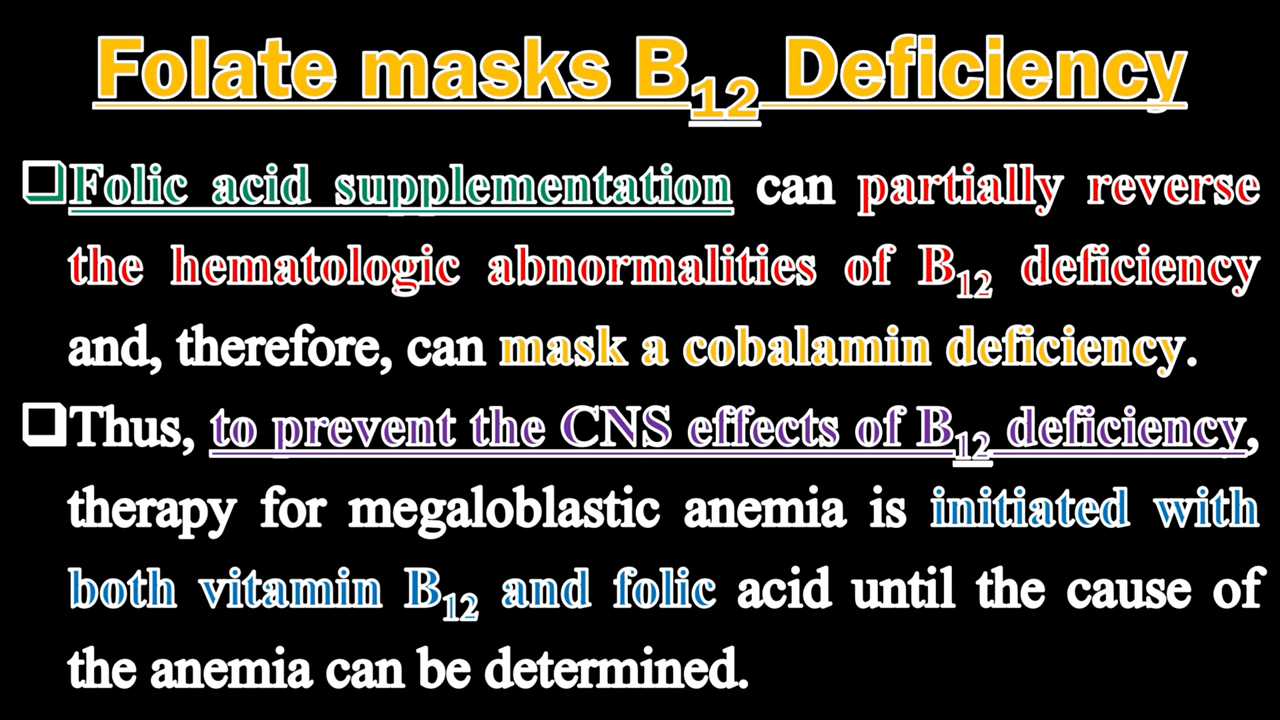 Folate masks B₁₂ Deficiency
❑Folic acid supplementation can partially reverse
the hematologic abnormalities of B₁₂ deficiency
and, therefore, can mask a cobalamin deficiency.
❑Thus, to prevent the CNS effects of B₁₂ deficiency,
therapy for megaloblastic anemia is initiated with
both vitamin B₁₂ and folic acid until the cause of
the anemia can be determined.